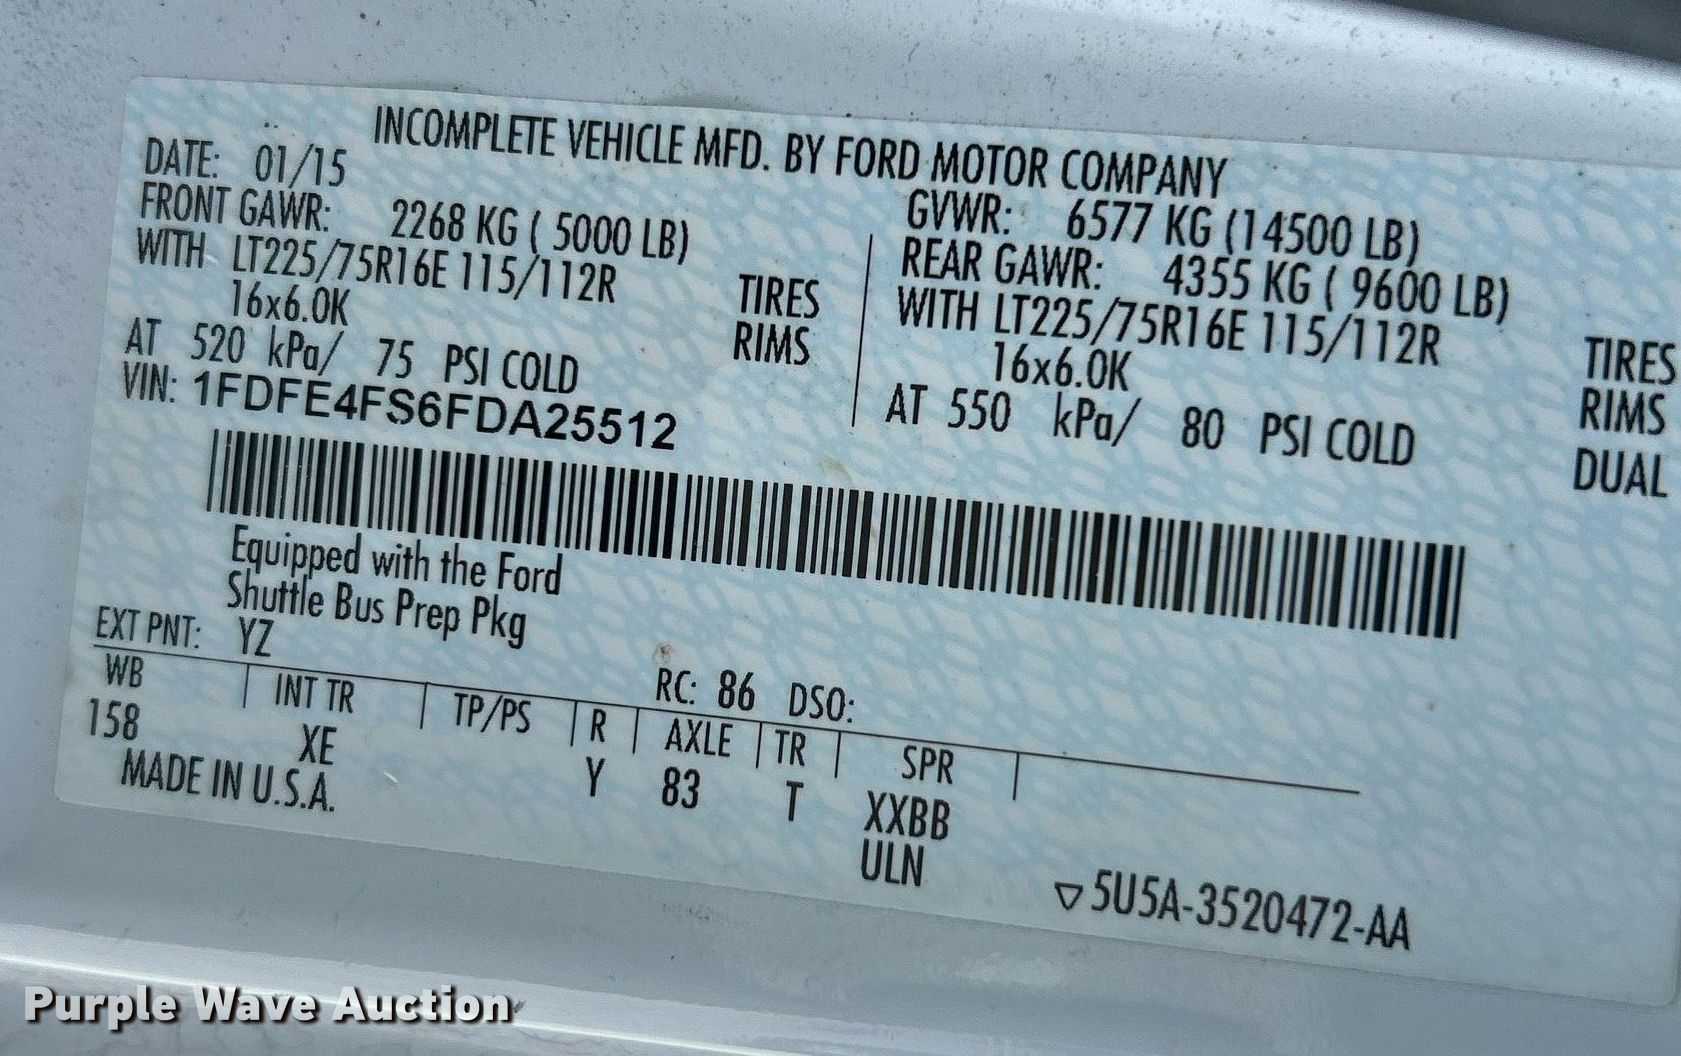 INCOMPLETE VEHICLE MFD. BY FORD MOTOR COMPANY
DATE: 01/15
GVWR: 6577 KG (14500 LB)
FRONT GAWR: 2268 KG ( 5000 LB)
WITH LT225/75R16E 115/112R TIRES
16x6.0K RIMS
AT 520 kPa/ 75 PSI COLD
REAR GAWR: 4355 KG ( 9600 LB)
WITH LT225/75R16E 115/112R TIRES
16x6.0K RIMS
AT 550 kPa/ 80 PSI COLD DUAL
VIN: 1FDFE4FS6FDA25512
Equipped with the Ford
Shuttle Bus Prep Pkg
EXT PNT: YZ RC: 86 DSO:
WB INT TR TP/PS R AXLE TR SPR
158 XE Y 83 T XXBB
ULN
MADE IN U.S.A.
▽ 5U5A-3520472-AA
Purple Wave Auction